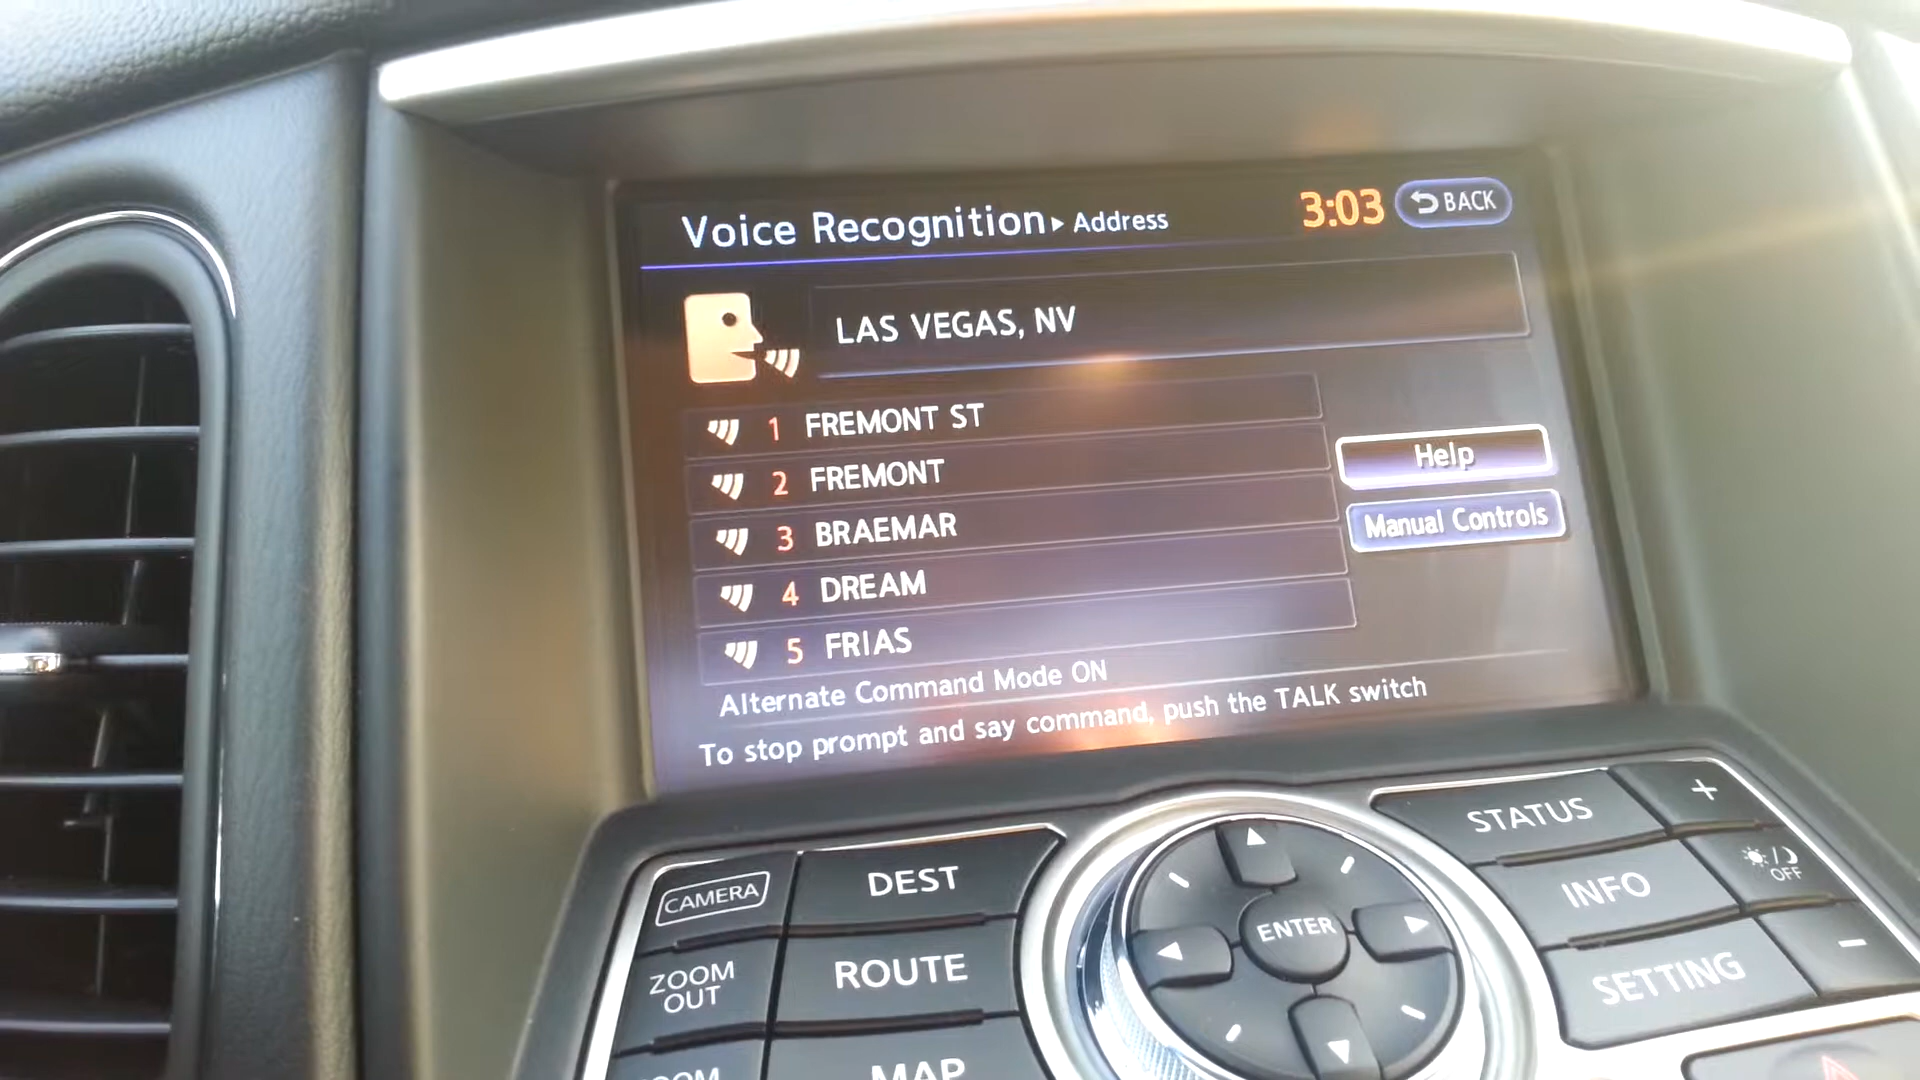 Voice Recognition ▸ Address
3:03
BACK
LAS VEGAS, NV
1 FREMONT ST
2 FREMONT
3 BRAEMAR
4 DREAM
5 FRIAS
Help
Manual Controls
Alternate Command Mode ON
To stop prompt and say command, push the TALK switch
CAMERA
DEST
STATUS
+
ZOOM
OUT
ROUTE
ENTER
INFO
OFF
SETTING
−
MAP